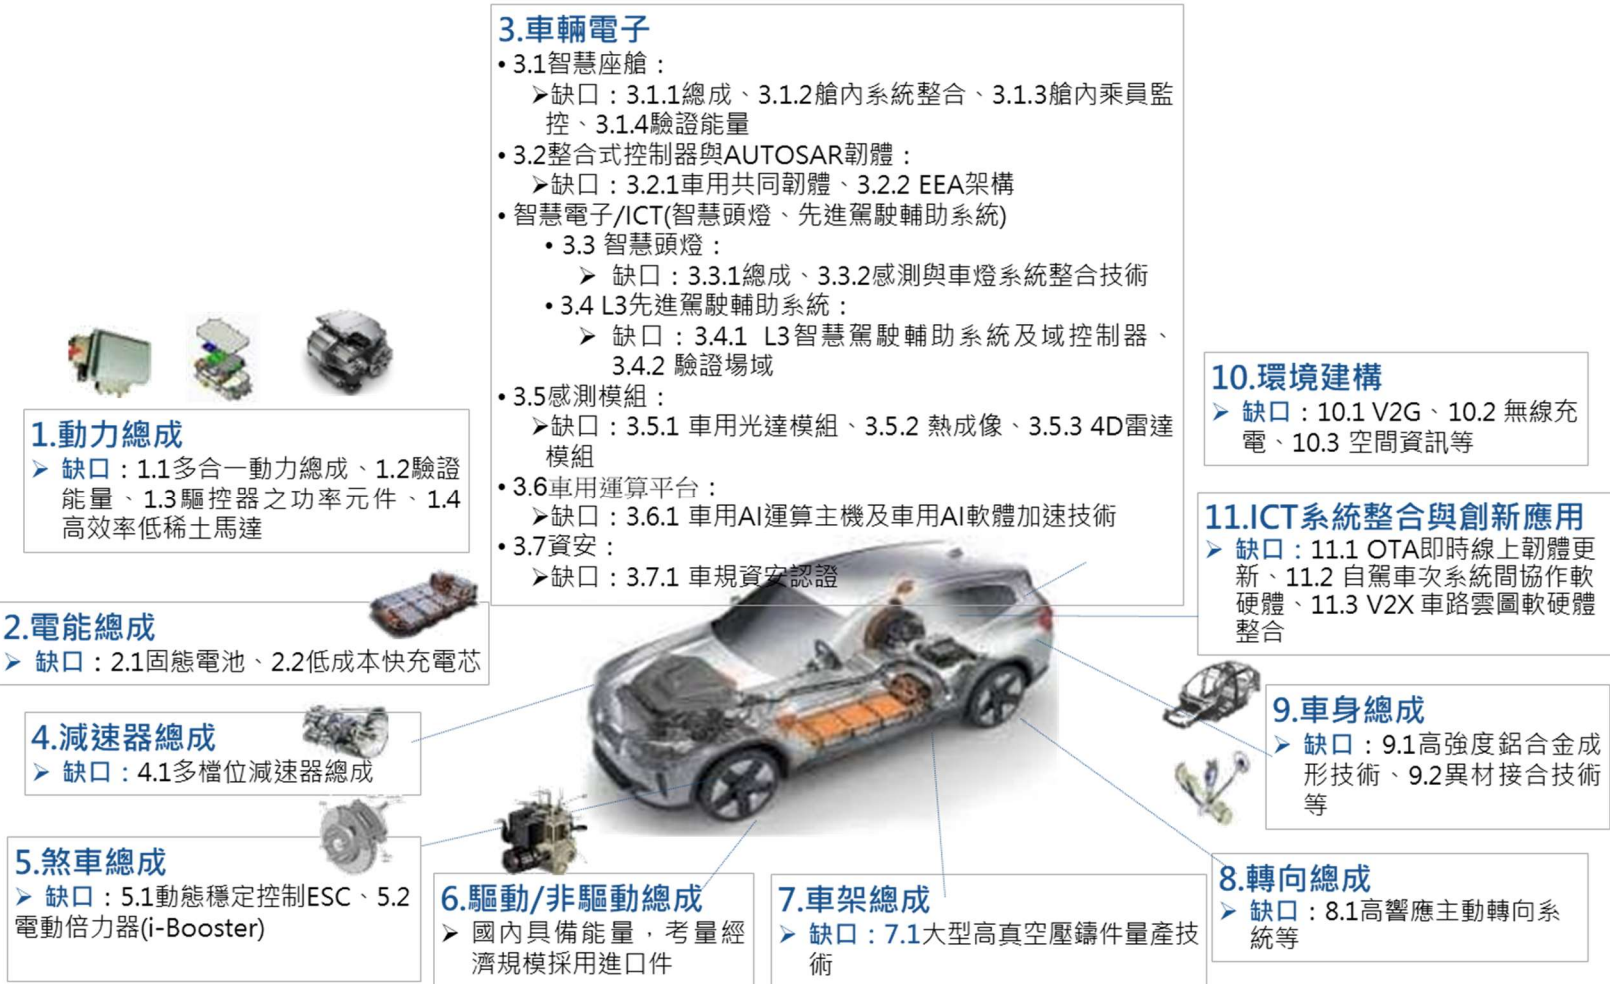 3.車輛電子
• 3.1智慧座艙：
➢缺口：3.1.1總成、3.1.2艙內系統整合、3.1.3艙內乘員監
控、3.1.4驗證能量
• 3.2整合式控制器與AUTOSAR韌體：
➢缺口：3.2.1車用共同韌體、3.2.2 EEA架構
• 智慧電子/ICT(智慧頭燈、先進駕駛輔助系統)
• 3.3 智慧頭燈：
➢ 缺口：3.3.1總成、3.3.2感測與車燈系統整合技術
• 3.4 L3先進駕駛輔助系統：
➢ 缺口：3.4.1 L3智慧駕駛輔助系統及域控制器、
3.4.2 驗證場域
• 3.5感測模組：
➢缺口：3.5.1 車用光達模組、3.5.2 熱成像、3.5.3 4D雷達
模組
• 3.6車用運算平台：
➢缺口：3.6.1 車用AI運算主機及車用AI軟體加速技術
• 3.7資安：
➢缺口：3.7.1 車規資安認證
1.動力總成
➢ 缺口：1.1多合一動力總成、1.2驗證
能量、1.3驅控器之功率元件、1.4
高效率低稀土馬達
2.電能總成
➢ 缺口：2.1固態電池、2.2低成本快充電芯
4.減速器總成
➢ 缺口：4.1多檔位減速器總成
5.煞車總成
➢ 缺口：5.1動態穩定控制ESC、5.2
電動倍力器(i-Booster)
6.驅動/非驅動總成
➢ 國內具備能量，考量經
濟規模採用進口件
7.車架總成
➢ 缺口：7.1大型高真空壓鑄件量產技
術
8.轉向總成
➢ 缺口：8.1高響應主動轉向系
統等
9.車身總成
➢ 缺口：9.1高強度鋁合金成
形技術、9.2異材接合技術
等
10.環境建構
➢ 缺口：10.1 V2G、10.2 無線充
電、10.3 空間資訊等
11.ICT系統整合與創新應用
➢ 缺口：11.1 OTA即時線上韌體更
新、11.2 自駕車次系統間協作軟
硬體、11.3 V2X 車路雲圖軟硬體
整合